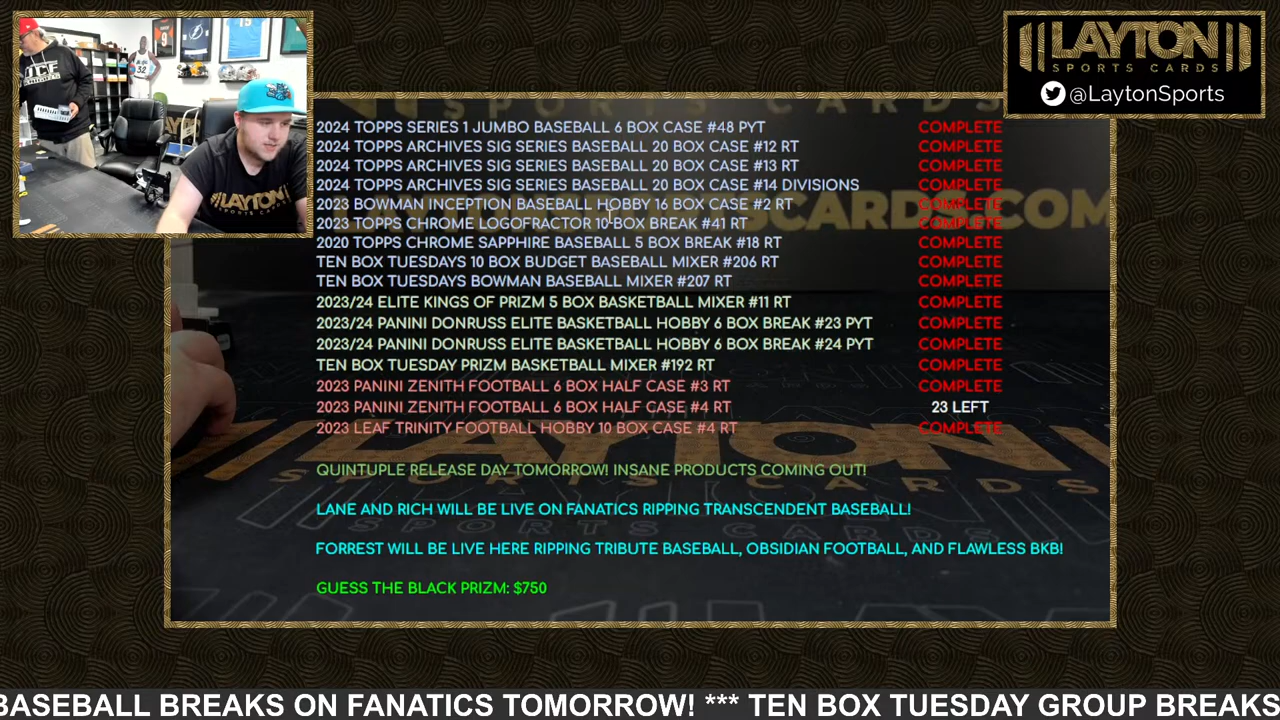 LAYTON
SPORTS CARDS
@LaytonSports
2024 TOPPS SERIES 1 JUMBO BASEBALL 6 BOX CASE #48 PYT COMPLETE
2024 TOPPS ARCHIVES SIG SERIES BASEBALL 20 BOX CASE #12 RT COMPLETE
2024 TOPPS ARCHIVES SIG SERIES BASEBALL 20 BOX CASE #13 RT COMPLETE
2024 TOPPS ARCHIVES SIG SERIES BASEBALL 20 BOX CASE #14 DIVISIONS COMPLETE
2023 BOWMAN INCEPTION BASEBALL HOBBY 16 BOX CASE #2 RT COMPLETE
2023 TOPPS CHROME LOGOFRACTOR 10-BOX BREAK #41 RT COMPLETE
2020 TOPPS CHROME SAPPHIRE BASEBALL 5 BOX BREAK #18 RT COMPLETE
TEN BOX TUESDAYS 10 BOX BUDGET BASEBALL MIXER #206 RT COMPLETE
TEN BOX TUESDAYS BOWMAN BASEBALL MIXER #207 RT COMPLETE
2023/24 ELITE KINGS OF PRIZM 5 BOX BASKETBALL MIXER #11 RT COMPLETE
2023/24 PANINI DONRUSS ELITE BASKETBALL HOBBY 6 BOX BREAK #23 PYT COMPLETE
2023/24 PANINI DONRUSS ELITE BASKETBALL HOBBY 6 BOX BREAK #24 PYT COMPLETE
TEN BOX TUESDAY PRIZM BASKETBALL MIXER #192 RT COMPLETE
2023 PANINI ZENITH FOOTBALL 6 BOX HALF CASE #3 RT COMPLETE
2023 PANINI ZENITH FOOTBALL 6 BOX HALF CASE #4 RT 23 LEFT
2023 LEAF TRINITY FOOTBALL HOBBY 10 BOX CASE #4 RT COMPLETE
QUINTUPLE RELEASE DAY TOMORROW! INSANE PRODUCTS COMING OUT!
LANE AND RICH WILL BE LIVE ON FANATICS RIPPING TRANSCENDENT BASEBALL!
FORREST WILL BE LIVE HERE RIPPING TRIBUTE BASEBALL, OBSIDIAN FOOTBALL, AND FLAWLESS BKB!
GUESS THE BLACK PRIZM: $750
BASEBALL BREAKS ON FANATICS TOMORROW! *** TEN BOX TUESDAY GROUP BREAKS